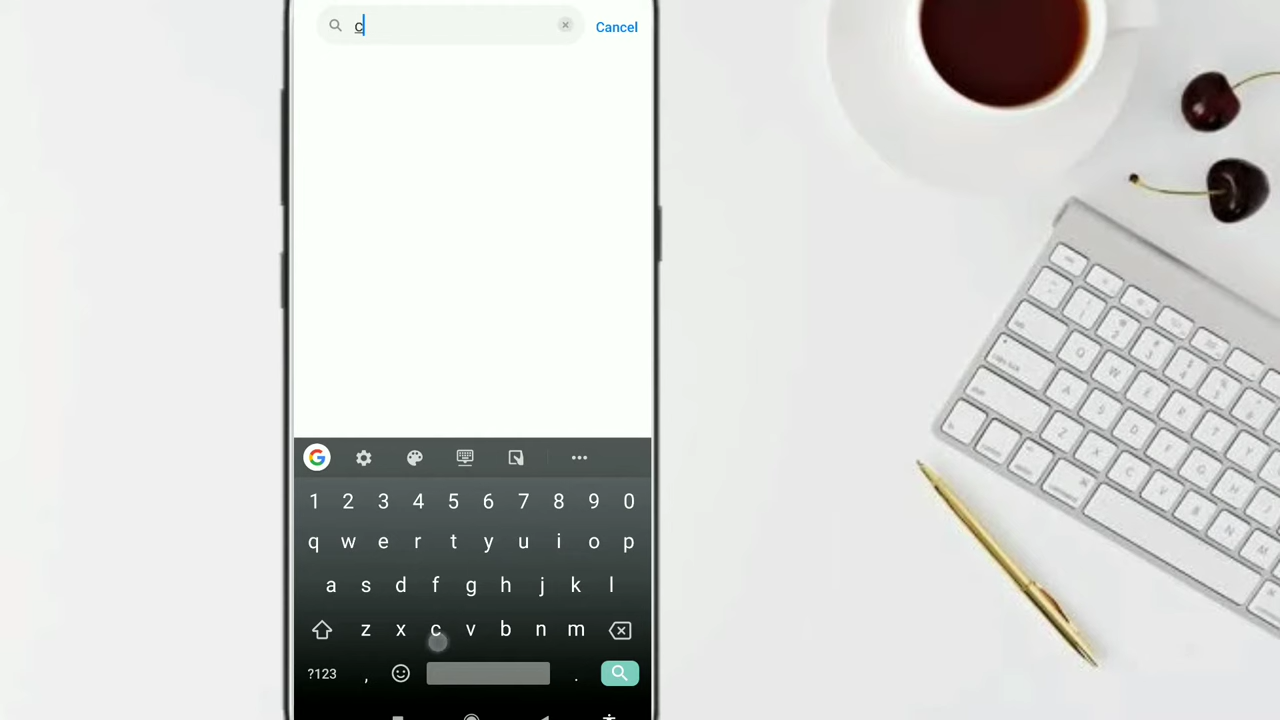 c
Cancel
1 2 3 4 5 6 7 8 9 0
q w e r t y u i o p
a s d f g h j k l
z x c v b n m
?123 , .